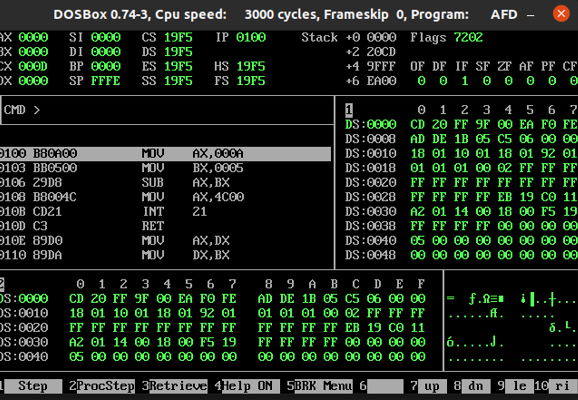 DOSBox 0.74-3, Cpu speed: 3000 cycles, Frameskip 0, Program: AFD
AX 0000 SI 0000 CS 19F5 IP 0100 Stack +0 0000 Flags 7202
BX 0000 DI 0000 DS 19F5 +2 20CD
CX 000D BP 0000 ES 19F5 HS 19F5 +4 9FFF OF DF IF SF ZF AF PF CF
DX 0000 SP FFFE SS 19F5 FS 19F5 +6 EA00 0 0 1 0 0 0 0 0
CMD >
1 0 1 2 3 4 5 6 7
DS:0000 CD 20 FF 9F 00 EA F0 FE
DS:0008 AD DE 1B 05 C5 06 00 00
0100 B80A00 MOV AX,000A DS:0010 18 01 10 01 18 01 92 01
0103 BB0500 MOV BX,0005 DS:0018 01 01 01 00 02 FF FF FF
0106 29D8 SUB AX,BX DS:0020 FF FF FF FF FF FF FF FF
0108 B8004C MOV AX,4C00 DS:0028 FF FF FF FF EB 19 C0 11
010B CD21 INT 21 DS:0030 A2 01 14 00 18 00 F5 19
010D C3 RET DS:0038 FF FF FF FF 00 00 00 00
010E 89D0 MOV AX,DX DS:0040 05 00 00 00 00 00 00 00
0110 89DA MOV DX,BX DS:0048 00 00 00 00 00 00 00 00
2 0 1 2 3 4 5 6 7 8 9 A B C D E F
DS:0000 CD 20 FF 9F 00 EA F0 FE AD DE 1B 05 C5 06 00 00
DS:0010 18 01 10 01 18 01 92 01 01 01 01 00 02 FF FF FF
DS:0020 FF FF FF FF FF FF FF FF FF FF FF FF EB 19 C0 11
DS:0030 A2 01 14 00 18 00 F5 19 FF FF FF FF 00 00 00 00
DS:0040 05 00 00 00 00 00 00 00 00 00 00 00 00 00 00 00
1 Step 2ProcStep 3Retrieve 4Help ON 5BRK Menu 6 7 up 8 dn 9 le 10 ri